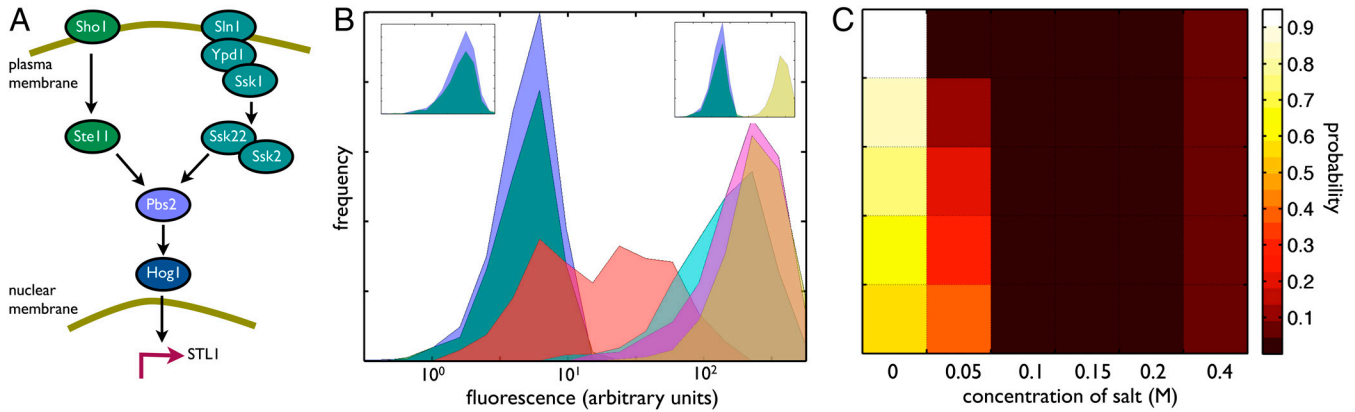 A
Sho1
Sln1
Ypd1
Ssk1
plasma
membrane
Ste11
Ssk22
Ssk2
Pbs2
Hog1
nuclear
membrane
STL1
B
frequency
10⁰
10¹
10²
fluorescence (arbitrary units)
C
0
0.05
0.1
0.15
0.2
0.4
concentration of salt (M)
0.9
0.8
0.7
0.6
0.5
0.4
0.3
0.2
0.1
probability